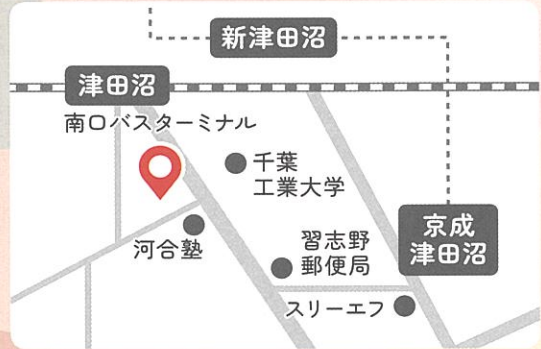 新津田沼
津田沼
南口バスターミナル
千葉
工業大学
河合塾
習志野
郵便局
京成
津田沼
スリーエフ